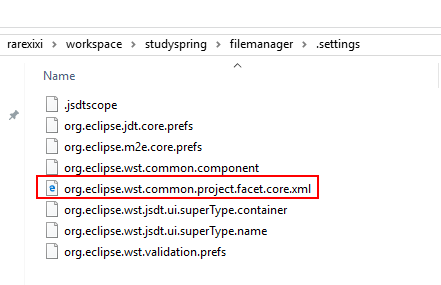 rarexixi > workspace > studyspring > filemanager > .settings
Name
.jsdtscope
org.eclipse.jdt.core.prefs
org.eclipse.m2e.core.prefs
org.eclipse.wst.common.component
org.eclipse.wst.common.project.facet.core.xml
org.eclipse.wst.jsdt.ui.superType.container
org.eclipse.wst.jsdt.ui.superType.name
org.eclipse.wst.validation.prefs